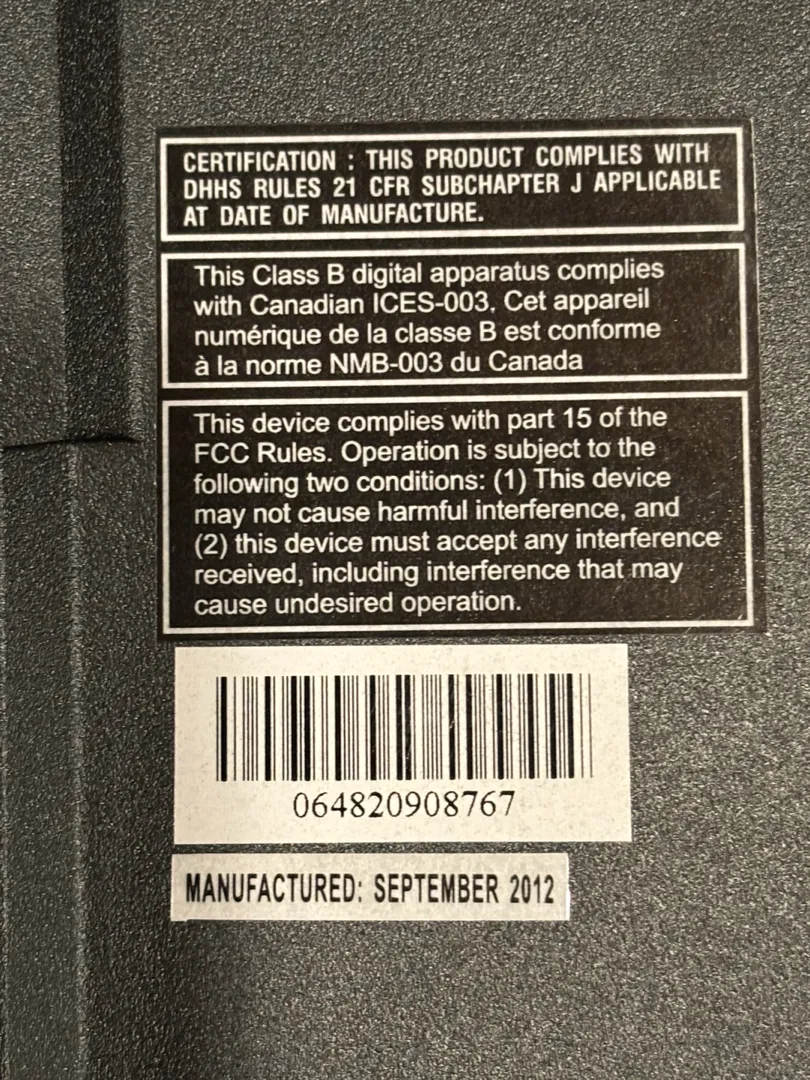 CERTIFICATION : THIS PRODUCT COMPLIES WITH
DHHS RULES 21 CFR SUBCHAPTER J APPLICABLE
AT DATE OF MANUFACTURE.
This Class B digital apparatus complies
with Canadian ICES-003. Cet appareil
numérique de la classe B est conforme
à la norme NMB-003 du Canada
This device complies with part 15 of the
FCC Rules. Operation is subject to the
following two conditions: (1) This device
may not cause harmful interference, and
(2) this device must accept any interference
received, including interference that may
cause undesired operation.
064820908767
MANUFACTURED: SEPTEMBER 2012